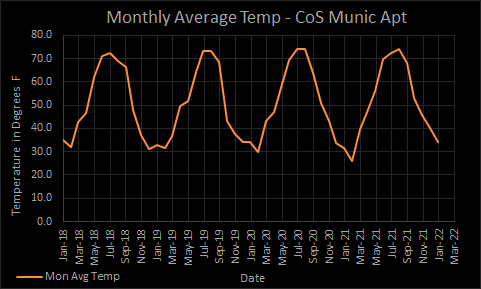 Monthly Average Temp - CoS Munic Apt
80.0
70.0
60.0
50.0
40.0
30.0
20.0
10.0
0.0
Temperature in Degrees F
Jan-18
Mar-18
May-18
Jul-18
Sep-18
Nov-18
Jan-19
Mar-19
May-19
Jul-19
Sep-19
Nov-19
Jan-20
Mar-20
May-20
Jul-20
Sep-20
Nov-20
Jan-21
Mar-21
May-21
Jul-21
Sep-21
Nov-21
Jan-22
Mar-22
Date
Mon Avg Temp